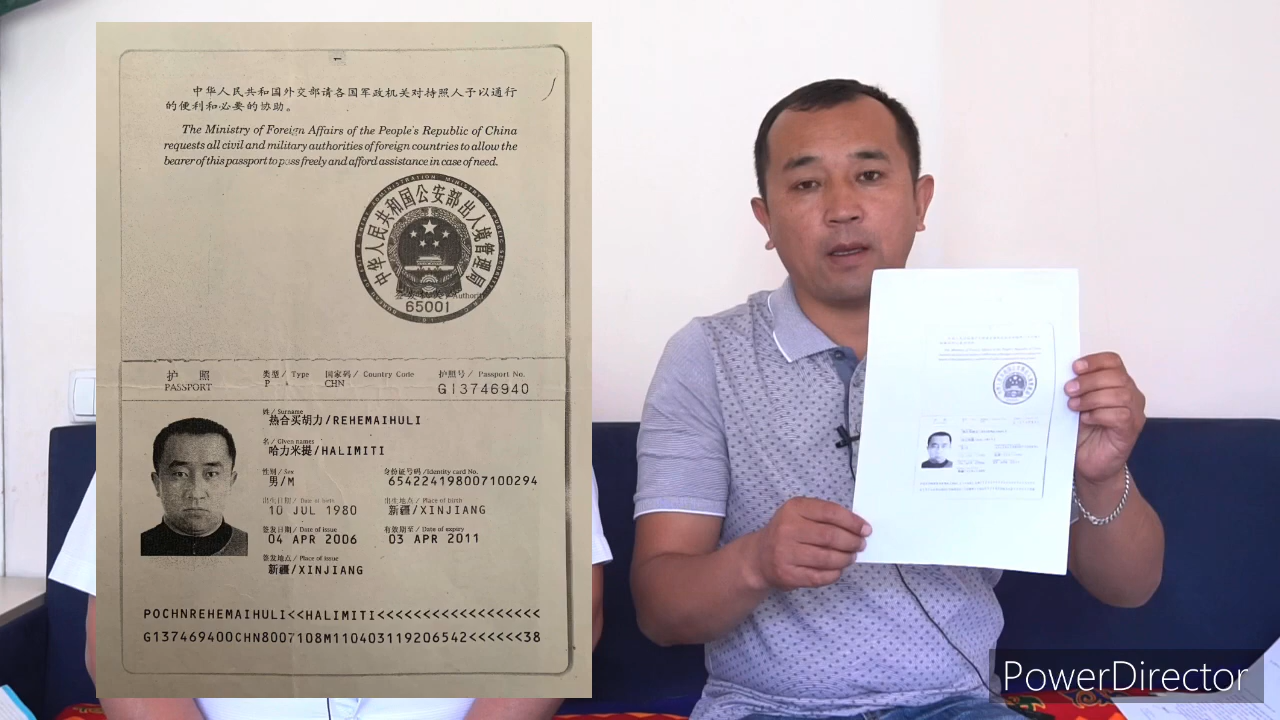 中华人民共和国外交部请各国军政机关对持照人予以通行
的便利和必要的协助。
The Ministry of Foreign Affairs of the People's Republic of China
requests all civil and military authorities of foreign countries to allow the
bearer of this passport to pass freely and afford assistance in case of need.
中华人民共和国公安部出入境管理局
Authority
65001
护 照
PASSPORT
类型 / Type
P
国家码 / Country Code
CHN
护照号 / Passport No.
G13746940
姓 / Surname
热合买胡力/REHEMAIHULI
名 / Given names
哈力米提/HALIMITI
性别 / Sex
男/M
身份证号码 / Identity card No.
654224198007100294
出生日期 / Date of birth
10 JUL 1980
出生地点 / Place of birth
新疆/XINJIANG
签发日期 / Date of issue
04 APR 2006
有效期至 / Date of expiry
03 APR 2011
签发地点 / Place of issue
新疆/XINJIANG
POCHNREHEMAIHULI<<HALIMITI<<<<<<<<<<<<<<<<<<
G137469400CHN8007108M110403119206542<<<<<<38
PowerDirector